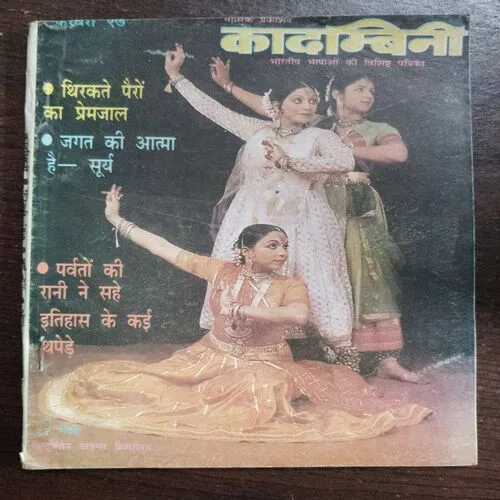 मासिक प्रकाशन
कादम्बिनी
भारतीय भाषाओं की विशिष्ट पत्रिका
• थिरकते पैरों
का प्रेमजाल
• जगत की आत्मा
है— सूर्य
• पर्वतों की
रानी ने सहे
इतिहास के कई
थपेड़े